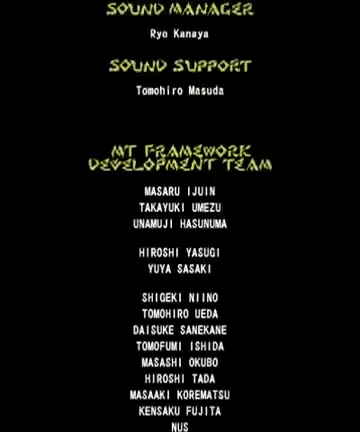 SOUND MANAGER
Ryo Kanaya
SOUND SUPPORT
Tomohiro Masuda
MT FRAMEWORK
DEVELOPMENT TEAM
MASARU IJUIN
TAKAYUKI UMEZU
UNAMUJI HASUNUMA
HIROSHI YASUGI
YUYA SASAKI
SHIGEKI NIINO
TOMOHIRO UEDA
DAISUKE SANEKANE
TOMOFUMI ISHIDA
MASASHI OKUBO
HIROSHI TADA
MASAAKI KOREMATSU
KENSAKU FUJITA
NUS